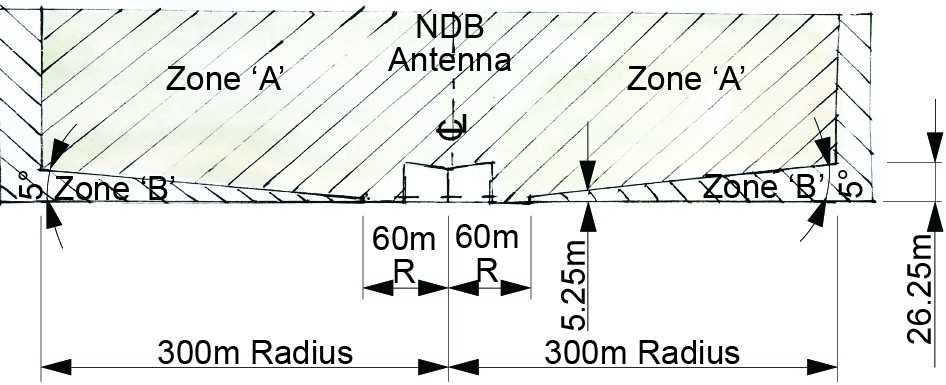 NDB
Antenna
Zone ‘A’
Zone ‘A’
℄
5°
Zone ‘B’
Zone ‘B’
5°
60m
R
60m
R
5.25m
26.25m
300m Radius
300m Radius